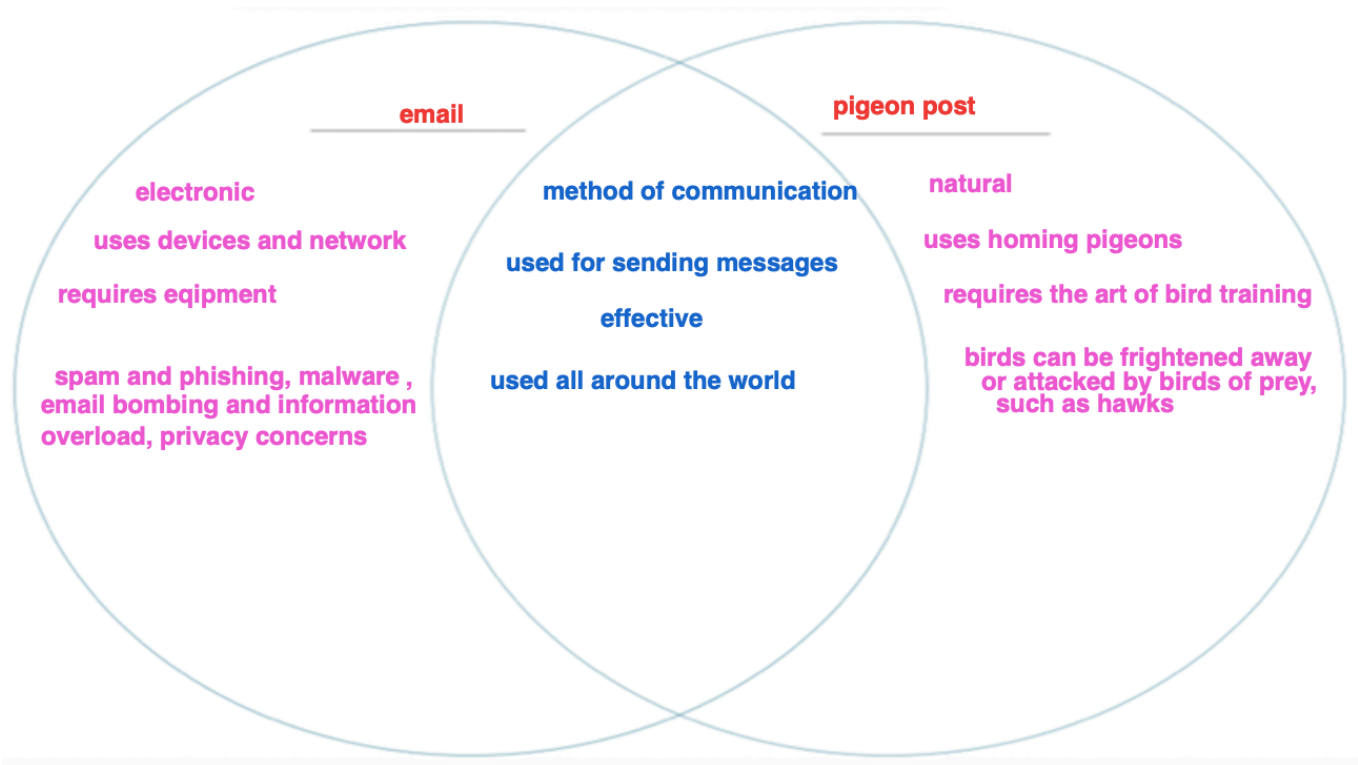 email
electronic
uses devices and network
requires eqipment
spam and phishing, malware ,
email bombing and information
overload, privacy concerns
method of communication
used for sending messages
effective
used all around the world
pigeon post
natural
uses homing pigeons
requires the art of bird training
birds can be frightened away
or attacked by birds of prey,
such as hawks